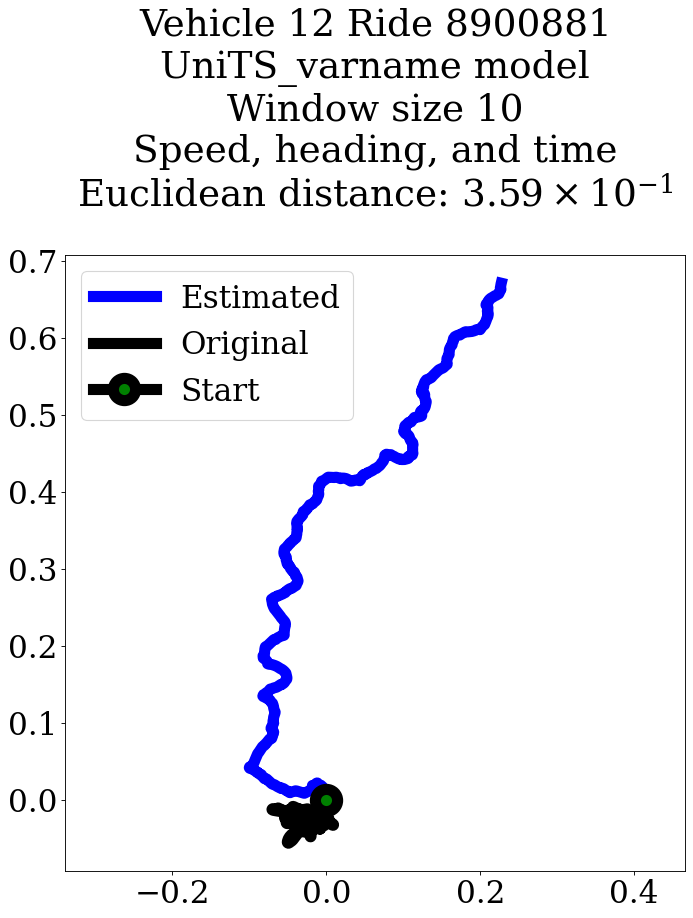 Vehicle 12 Ride 8900881
UniTS_varname model
Window size 10
Speed, heading, and time
Euclidean distance: 3.59 × 10⁻¹
0.7
0.6
0.5
0.4
0.3
0.2
0.1
0.0
Estimated
Original
Start
−0.2 0.0 0.2 0.4